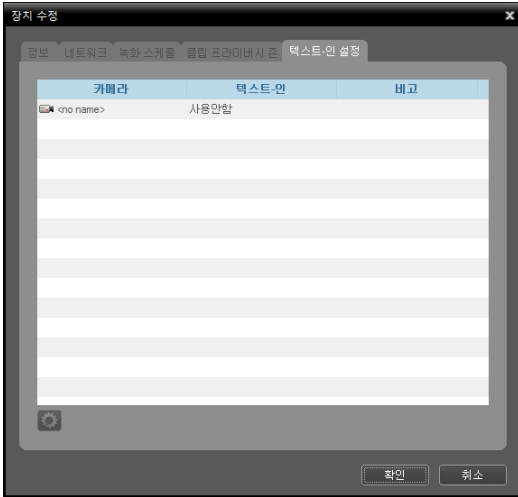 장치 수정
정보 네트워크 녹화 스케줄 클립 프라이버시 존 텍스트-인 설정
카메라 텍스트-인 비고
<no name> 사용안함
확인 취소